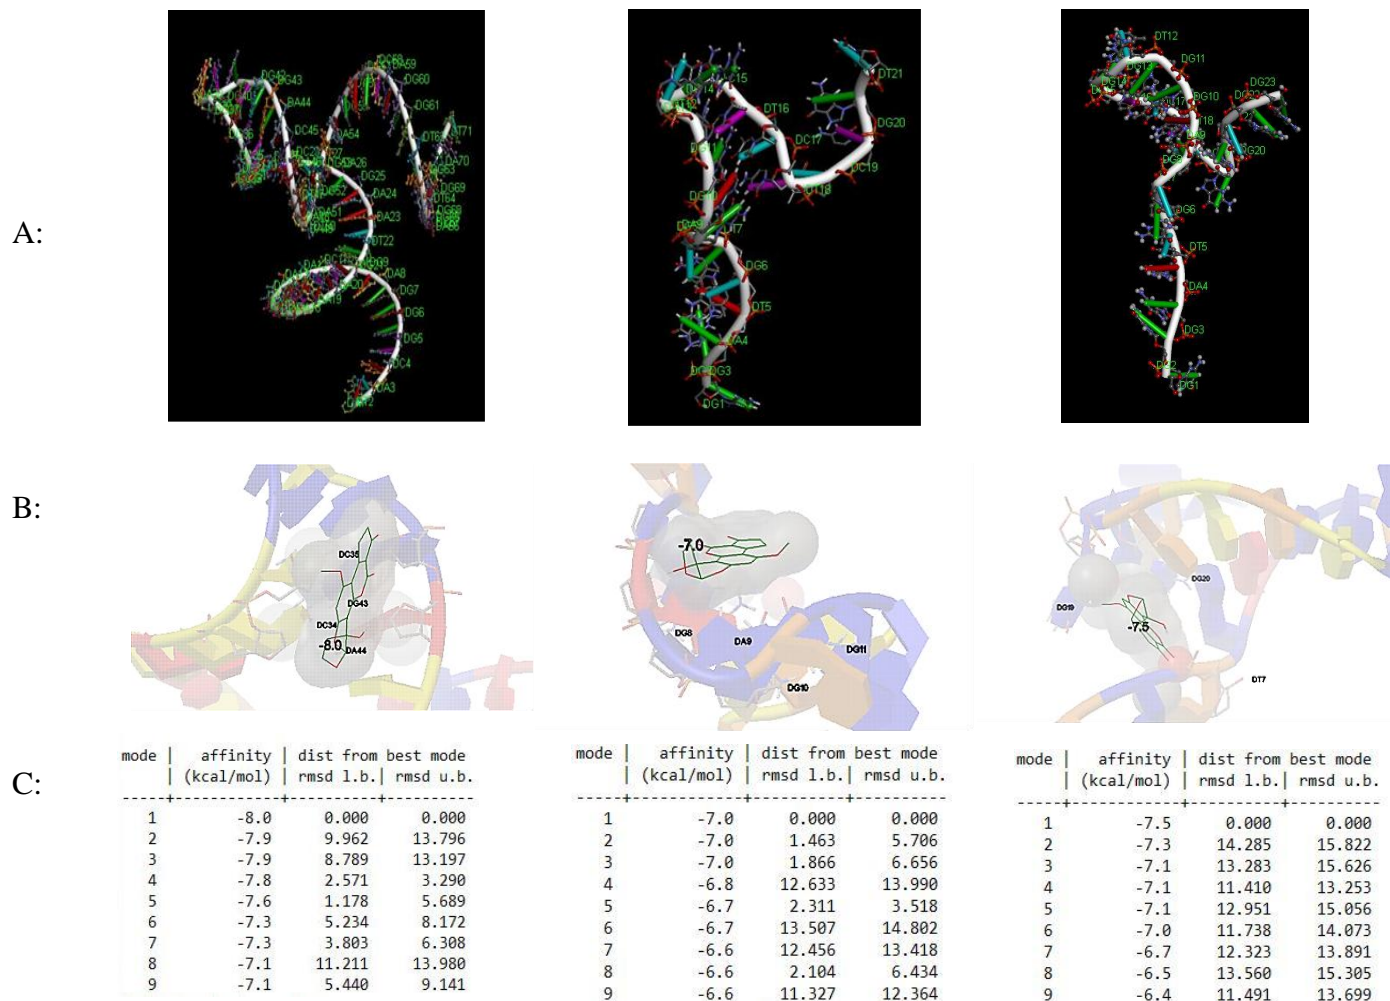 A:
DG42
DG43
DA44
DC45
DA54
DA59
DG60
DG61
DT71
DA70
DG63
DG69
DT64
DA26
DG25
DA24
DA23
DG52
DA51
DT22
DG9
DA8
DA20
DA19
DG7
DG6
DG5
DC4
DA3
DT16
DT21
DG20
DC17
DC19
DT18
DG6
DT5
DA4
DG3
DG1
DT12
DG11
DG10
DG23
DG20
DG6
DT5
DA4
DG3
DG1
B:
DC35
DG43
DC34
-8.0
DA44
-7.0
DG8
DA9
DG11
DG10
DG19
DG20
-7.5
DT7
C:
mode | affinity | dist from best mode
| (kcal/mol) | rmsd l.b.| rmsd u.b.
-----+------------+----------+----------
1 -8.0 0.000 0.000
2 -7.9 9.962 13.796
3 -7.9 8.789 13.197
4 -7.8 2.571 3.290
5 -7.6 1.178 5.689
6 -7.3 5.234 8.172
7 -7.3 3.803 6.308
8 -7.1 11.211 13.980
9 -7.1 5.440 9.141
mode | affinity | dist from best mode
| (kcal/mol) | rmsd l.b.| rmsd u.b.
-----+------------+----------+----------
1 -7.0 0.000 0.000
2 -7.0 1.463 5.706
3 -7.0 1.866 6.656
4 -6.8 12.633 13.990
5 -6.7 2.311 3.518
6 -6.7 13.507 14.802
7 -6.6 12.456 13.418
8 -6.6 2.104 6.434
9 -6.6 11.327 12.364
mode | affinity | dist from best mode
| (kcal/mol) | rmsd l.b.| rmsd u.b.
-----+------------+----------+----------
1 -7.5 0.000 0.000
2 -7.3 14.285 15.822
3 -7.1 13.283 15.626
4 -7.1 11.410 13.253
5 -7.1 12.951 15.056
6 -7.0 11.738 14.073
7 -6.7 12.323 13.891
8 -6.5 13.560 15.305
9 -6.4 11.491 13.699